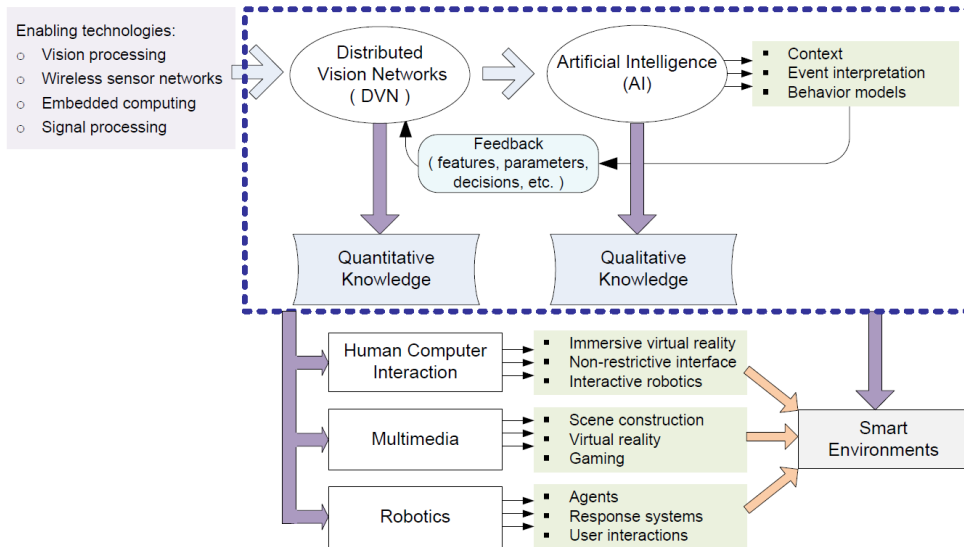 Enabling technologies:
○ Vision processing
○ Wireless sensor networks
○ Embedded computing
○ Signal processing
Distributed
Vision Networks
( DVN )
Artificial Intelligence
(AI)
▪ Context
▪ Event interpretation
▪ Behavior models
Feedback
( features, parameters,
decisions, etc. )
Quantitative
Knowledge
Qualitative
Knowledge
Human Computer
Interaction
▪ Immersive virtual reality
▪ Non-restrictive interface
▪ Interactive robotics
Multimedia
▪ Scene construction
▪ Virtual reality
▪ Gaming
Smart
Environments
Robotics
▪ Agents
▪ Response systems
▪ User interactions